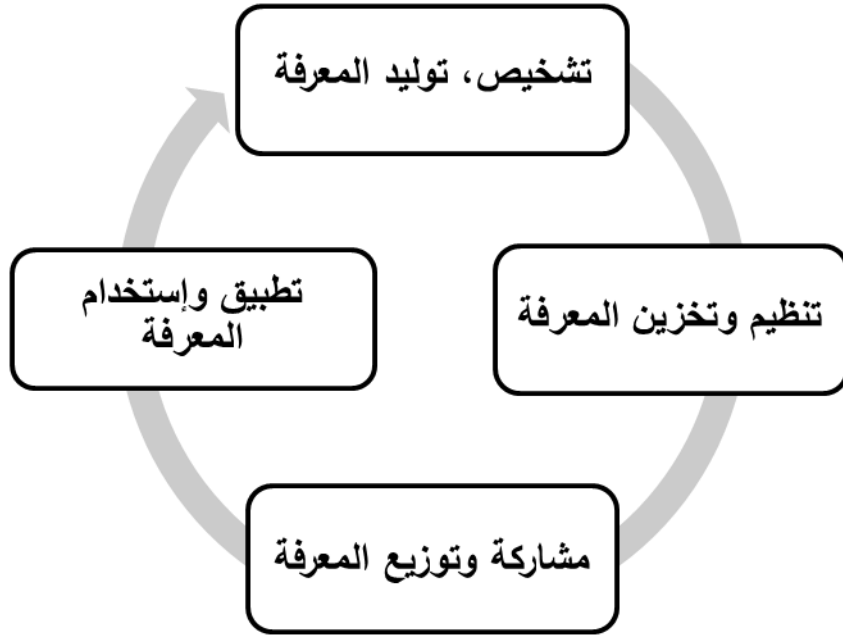 تشخيص، توليد المعرفة
تنظيم وتخزين المعرفة
مشاركة وتوزيع المعرفة
تطبيق وإستخدام
المعرفة